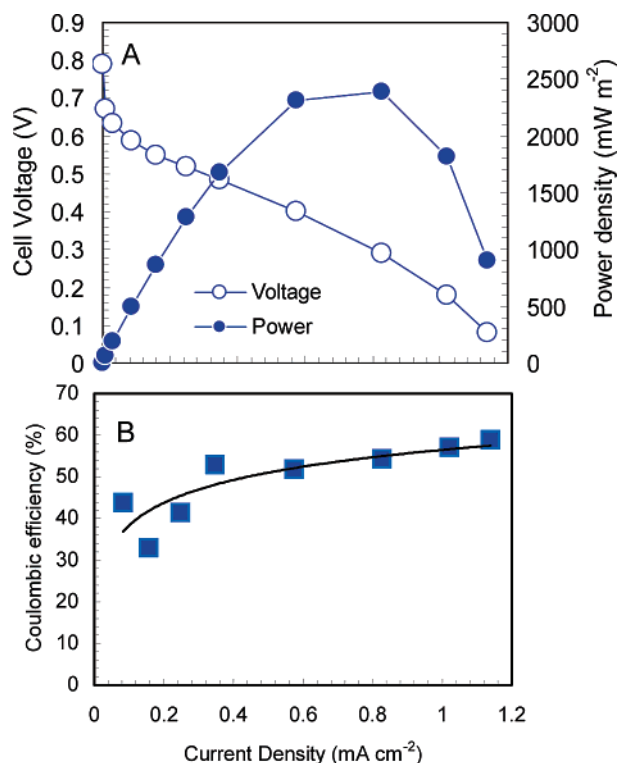 A
Cell Voltage (V)
0.9
0.8
0.7
0.6
0.5
0.4
0.3
0.2
0.1
0
Voltage
Power
3000
2500
2000
1500
1000
500
0
Power density (mW m⁻²)
B
Coulombic efficiency (%)
70
60
50
40
30
20
10
0
0 0.2 0.4 0.6 0.8 1 1.2
Current Density (mA cm⁻²)